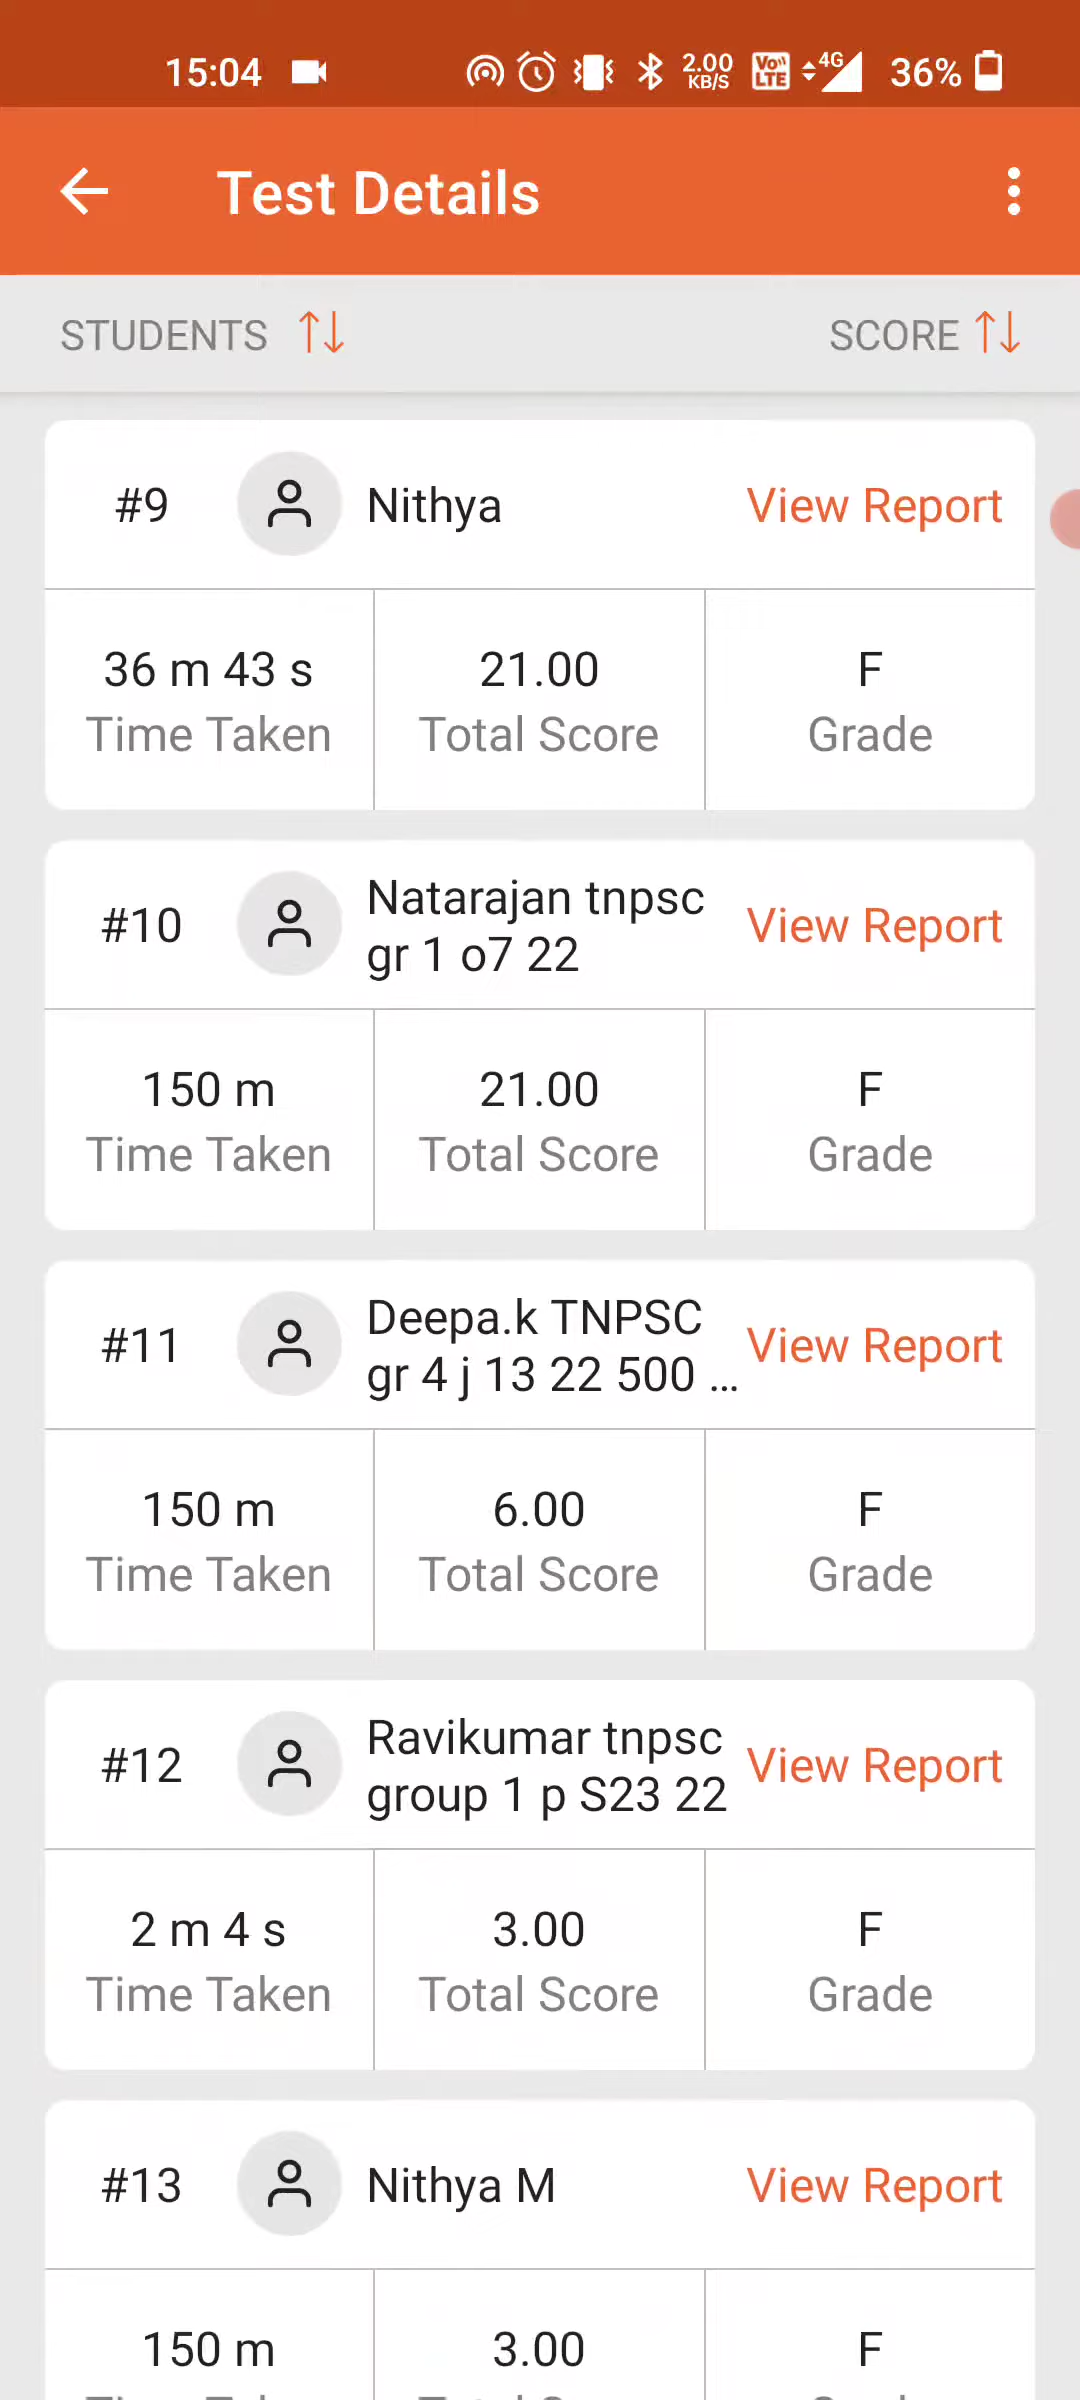 15:04 2.00 KB/S VoLTE 4G 36%
Test Details
STUDENTS SCORE
#9 Nithya View Report
36 m 43 s 21.00 F
Time Taken Total Score Grade
#10 Natarajan tnpsc gr 1 o7 22 View Report
150 m 21.00 F
Time Taken Total Score Grade
#11 Deepa.k TNPSC gr 4 j 13 22 500 ... View Report
150 m 6.00 F
Time Taken Total Score Grade
#12 Ravikumar tnpsc group 1 p S23 22 View Report
2 m 4 s 3.00 F
Time Taken Total Score Grade
#13 Nithya M View Report
150 m 3.00 F